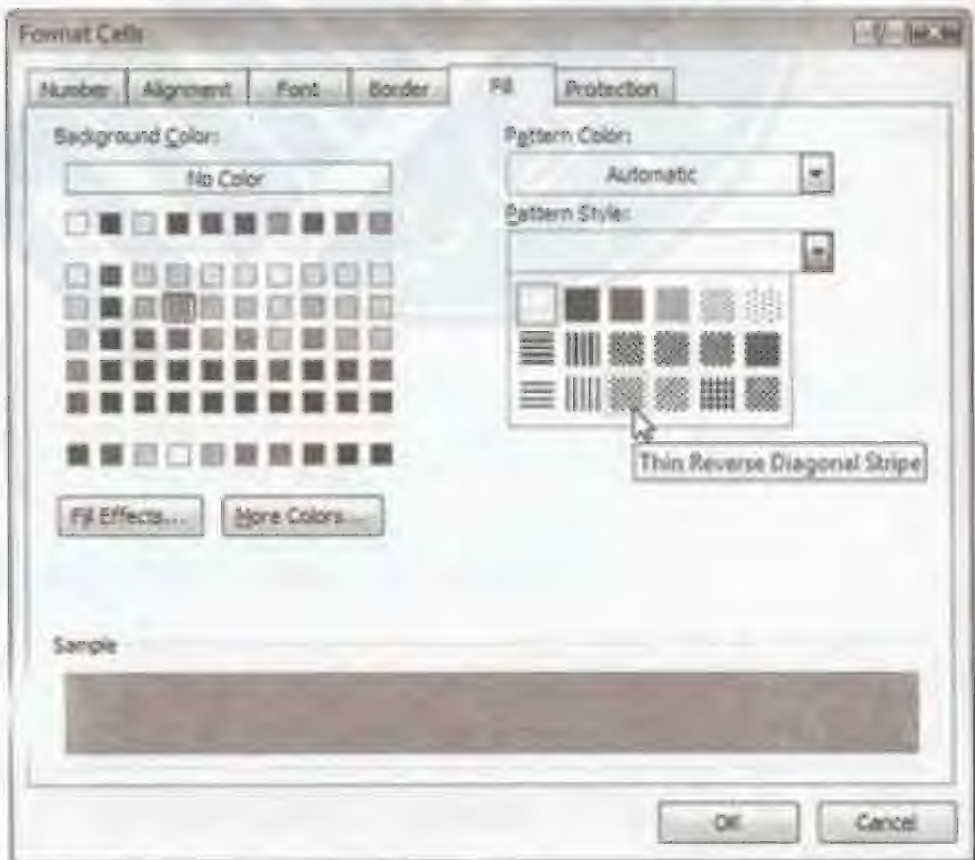 Format Cells
Number Alignment Font Border Fill Protection
Background Color:
No Color
Pattern Color:
Automatic
Pattern Style:
Fill Effects...
More Colors...
Thin Reverse Diagonal Stripe
Sample
OK
Cancel